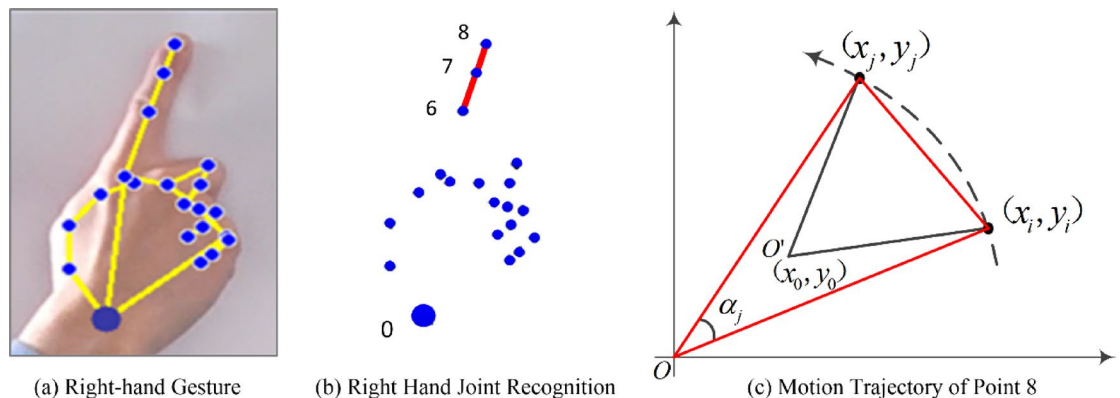 8
7
6
0
(x_j, y_j)
(x_i, y_i)
O'
(x_0, y_0)
α_j
O
(a) Right-hand Gesture
(b) Right Hand Joint Recognition
(c) Motion Trajectory of Point 8